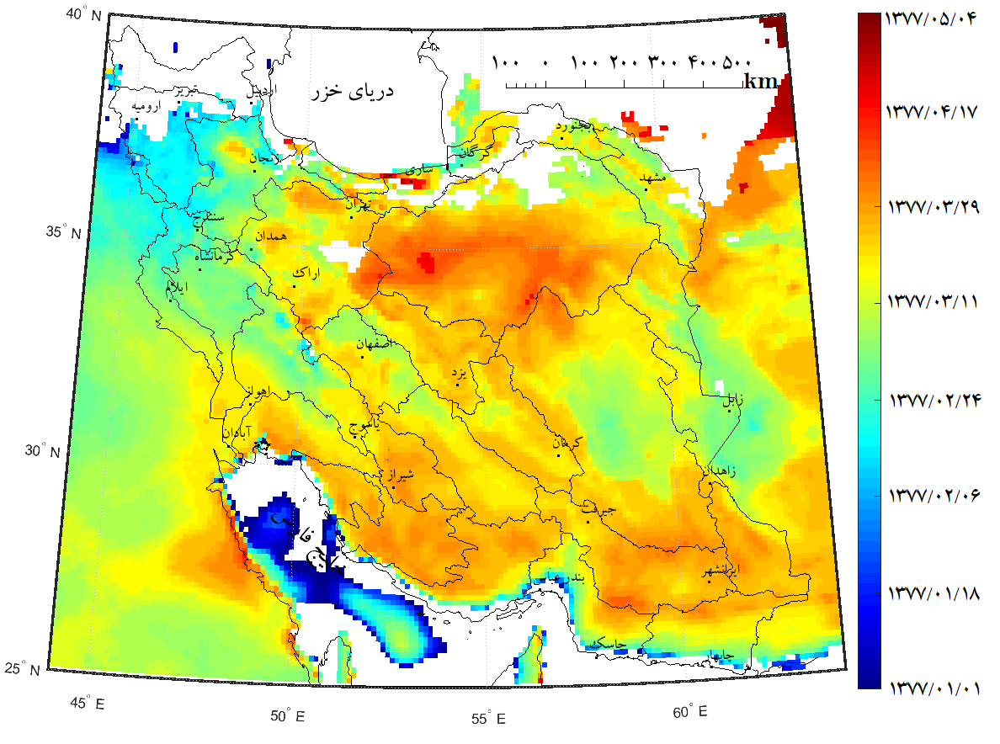 40° N
35° N
30° N
25° N
45° E
50° E
55° E
60° E
۱۰۰ ۰ ۱۰۰ ۲۰۰ ۳۰۰ ۴۰۰ ۵۰۰
km
دریای خزر
تبریز
اردبیل
ارومیه
زنجان
گرگان
بجنورد
ساری
مشهد
تهران
سنندج
همدان
کرمانشاه
اراک
ایلام
اصفهان
یزد
اهواز
زابل
یاسوج
آبادان
کرمان
شیراز
زاهدان
جیرفت
خلیج فارس
ایرانشهر
بندرعباس
جاسک
چابهار
۱۳۷۷/۰۵/۰۴
۱۳۷۷/۰۴/۱۷
۱۳۷۷/۰۳/۲۹
۱۳۷۷/۰۳/۱۱
۱۳۷۷/۰۲/۲۴
۱۳۷۷/۰۲/۰۶
۱۳۷۷/۰۱/۱۸
۱۳۷۷/۰۱/۰۱